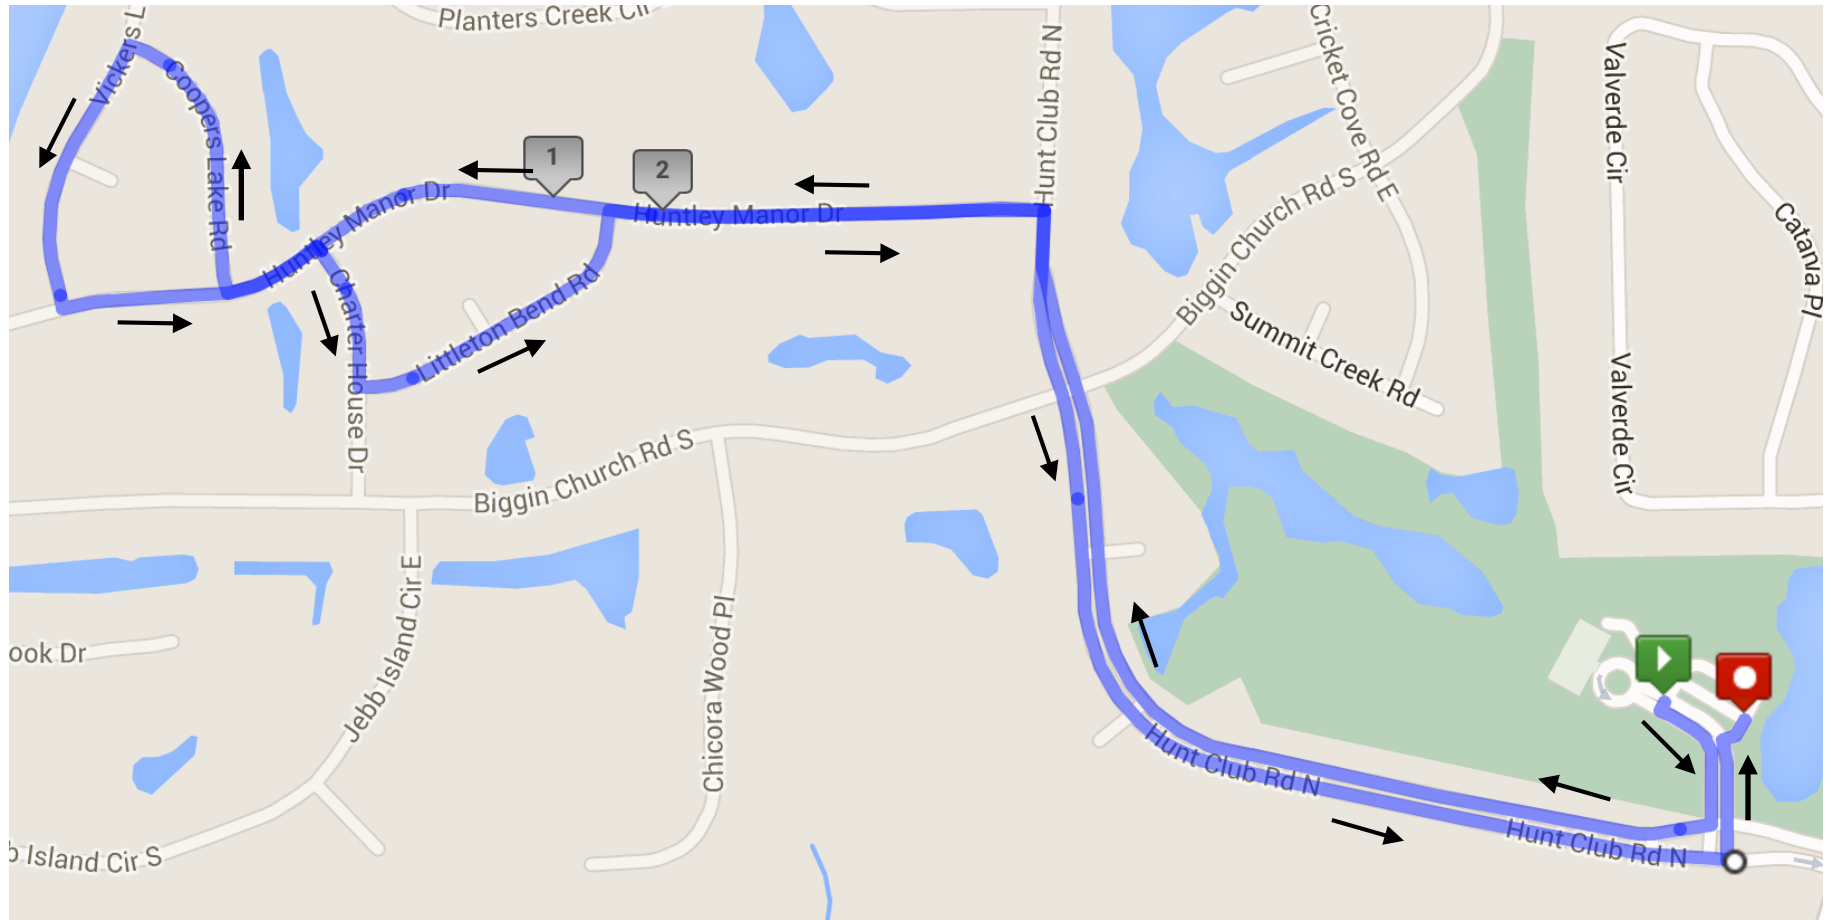 Planters Creek Cir
Vickers L
Coopers Lake Rd
Huntley Manor Dr
1
2
Huntley Manor Dr
Hunt Club Rd N
Cricket Cove Rd E
Valverde Cir
Catania Pl
Biggin Church Rd S
Summit Creek Rd
Valverde Cir
Charter House Dr
Littleton Bend Rd
Biggin Church Rd S
Jebb Island Cir E
Chicora Wood Pl
ook Dr
Hunt Club Rd N
Hunt Club Rd N
b Island Cir S